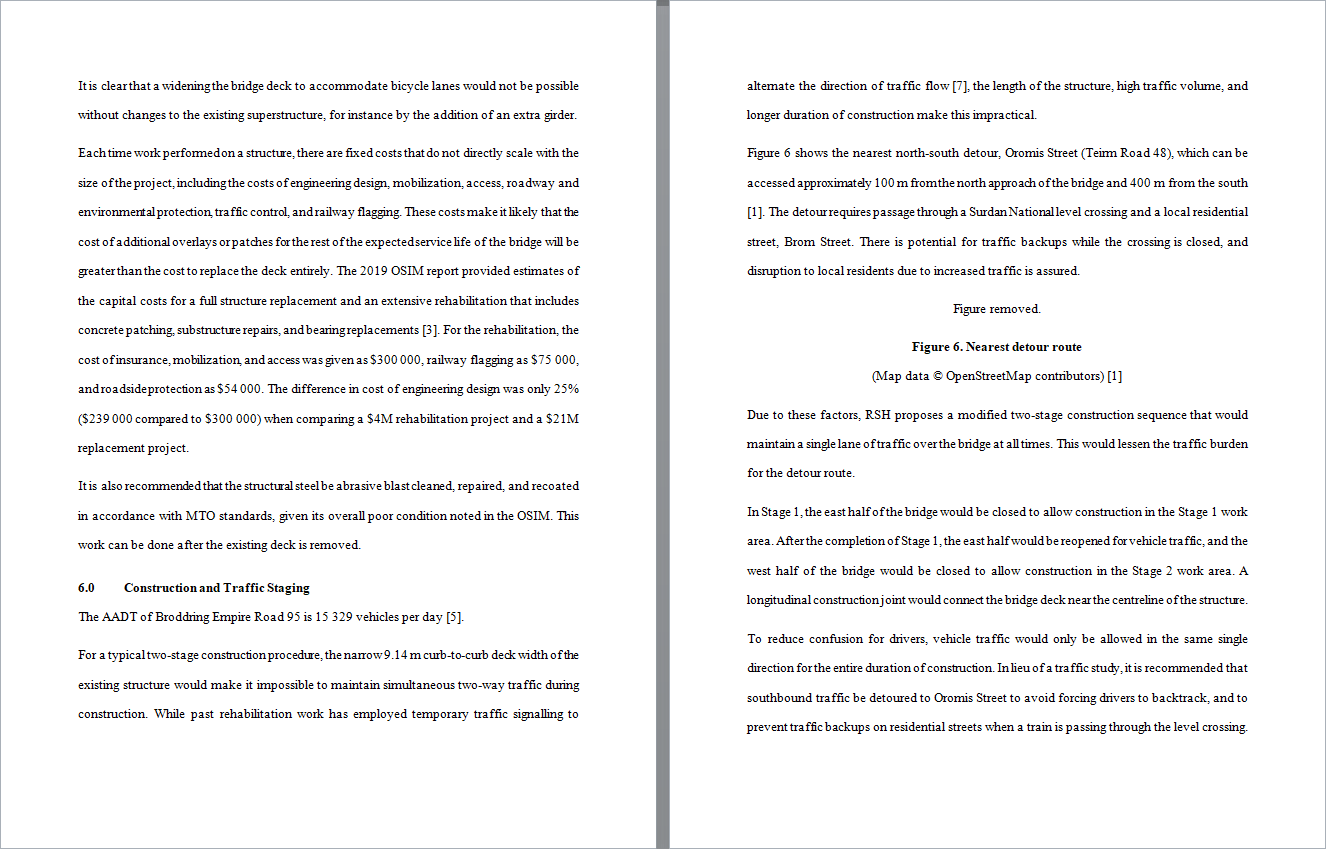 It is clear that a widening the bridge deck to accommodate bicycle lanes would not be possible
without changes to the existing superstructure, for instance by the addition of an extra girder.
Each time work performed on a structure, there are fixed costs that do not directly scale with the
size of the project, including the costs of engineering design, mobilization, access, roadway and
environmental protection, traffic control, and railway flagging. These costs make it likely that the
cost of additional overlays or patches for the rest of the expected service life of the bridge will be
greater than the cost to replace the deck entirely. The 2019 OSIM report provided estimates of
the capital costs for a full structure replacement and an extensive rehabilitation that includes
concrete patching, substructure repairs, and bearing replacements [3]. For the rehabilitation, the
cost of insurance, mobilization, and access was given as $300 000, railway flagging as $75 000,
and roadside protection as $54 000. The difference in cost of engineering design was only 25%
($239 000 compared to $300 000) when comparing a $4M rehabilitation project and a $21M
replacement project.
It is also recommended that the structural steel be abrasive blast cleaned, repaired, and recoated
in accordance with MTO standards, given its overall poor condition noted in the OSIM. This
work can be done after the existing deck is removed.
6.0 Construction and Traffic Staging
The AADT of Broddring Empire Road 95 is 15 329 vehicles per day [5].
For a typical two-stage construction procedure, the narrow 9.14 m curb-to-curb deck width of the
existing structure would make it impossible to maintain simultaneous two-way traffic during
construction. While past rehabilitation work has employed temporary traffic signalling to
alternate the direction of traffic flow [7], the length of the structure, high traffic volume, and
longer duration of construction make this impractical.
Figure 6 shows the nearest north-south detour, Oromis Street (Teirm Road 48), which can be
accessed approximately 100 m from the north approach of the bridge and 400 m from the south
[1]. The detour requires passage through a Surdan National level crossing and a local residential
street, Brom Street. There is potential for traffic backups while the crossing is closed, and
disruption to local residents due to increased traffic is assured.
Figure removed.
Figure 6. Nearest detour route
(Map data © OpenStreetMap contributors) [1]
Due to these factors, RSH proposes a modified two-stage construction sequence that would
maintain a single lane of traffic over the bridge at all times. This would lessen the traffic burden
for the detour route.
In Stage 1, the east half of the bridge would be closed to allow construction in the Stage 1 work
area. After the completion of Stage 1, the east half would be reopened for vehicle traffic, and the
west half of the bridge would be closed to allow construction in the Stage 2 work area. A
longitudinal construction joint would connect the bridge deck near the centreline of the structure.
To reduce confusion for drivers, vehicle traffic would only be allowed in the same single
direction for the entire duration of construction. In lieu of a traffic study, it is recommended that
southbound traffic be detoured to Oromis Street to avoid forcing drivers to backtrack, and to
prevent traffic backups on residential streets when a train is passing through the level crossing.